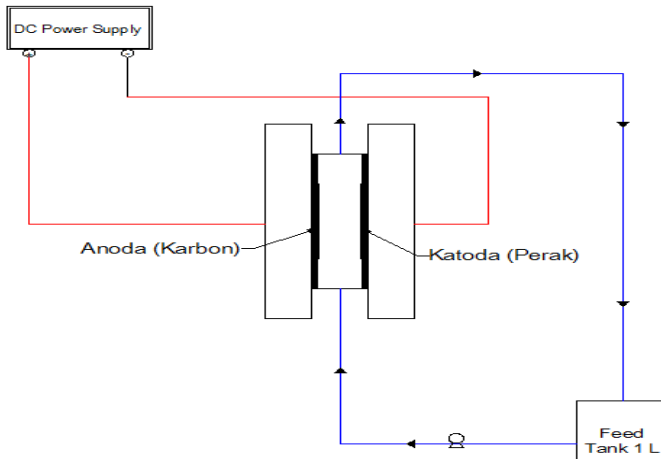 DC Power Supply
Anoda (Karbon)
Katoda (Perak)
Feed
Tank 1 L